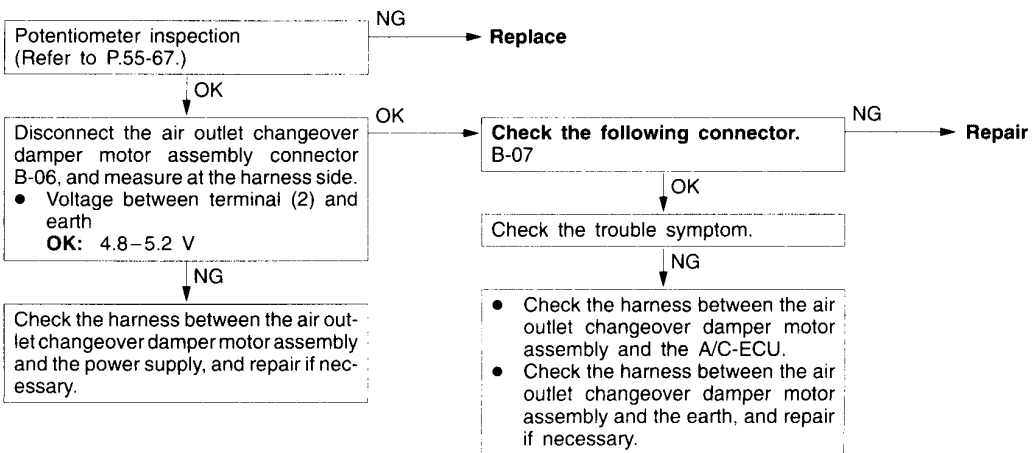 Potentiometer inspection
(Refer to P.55-67.)
NG
Replace
OK
Disconnect the air outlet changeover
damper motor assembly connector
B-06, and measure at the harness side.
● Voltage between terminal (2) and
earth
OK: 4.8–5.2 V
OK
Check the following connector.
B-07
NG
Repair
OK
Check the trouble symptom.
NG
NG
Check the harness between the air out-
let changeover damper motor assembly
and the power supply, and repair if nec-
essary.
● Check the harness between the air
outlet changeover damper motor
assembly and the A/C-ECU.
● Check the harness between the air
outlet changeover damper motor
assembly and the earth, and repair
if necessary.